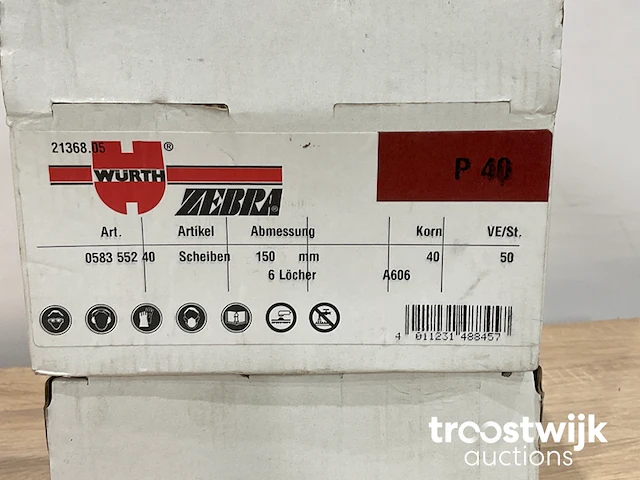 21368.05
WÜRTH ®
P 40
ZEBRA®
Art. Artikel Abmessung Korn VE/St.
0583 552 40 Scheiben 150 mm 40 50
6 Löcher A606
4 011231 488457
troostwijk
auctions